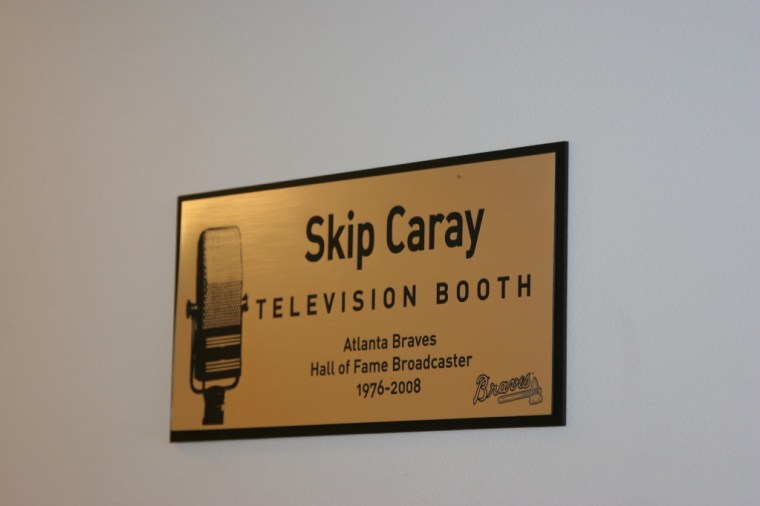 Skip Caray
TELEVISION BOOTH
Atlanta Braves
Hall of Fame Broadcaster
1976-2008
Braves